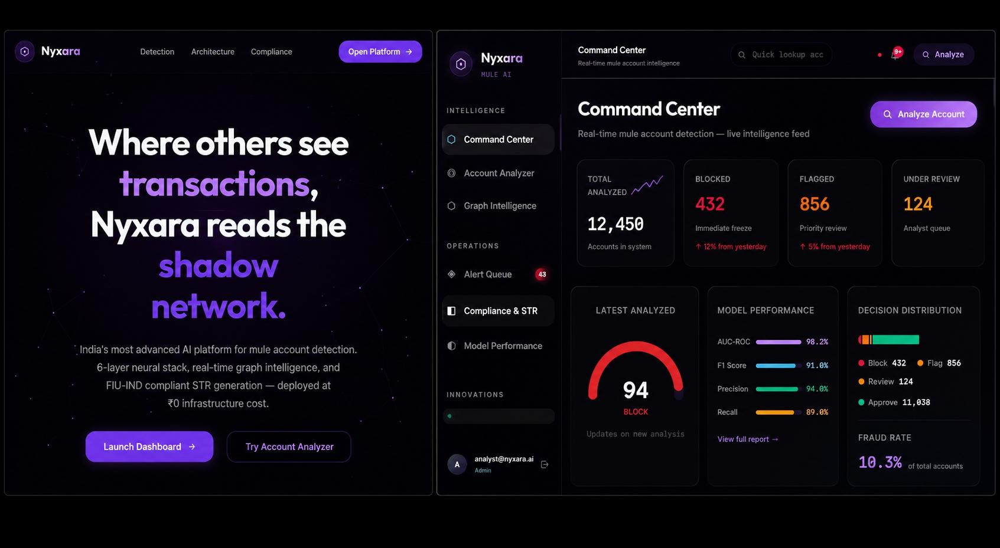 Nyxara
Detection Architecture Compliance
Open Platform →
Where others see
transactions,
Nyxara reads the
shadow
network.
India's most advanced AI platform for mule account detection.
6-layer neural stack, real-time graph intelligence, and
FIU-IND compliant STR generation — deployed at
₹0 infrastructure cost.
Launch Dashboard →
Try Account Analyzer
Nyxara
MULE AI
INTELLIGENCE
Command Center
Account Analyzer
Graph Intelligence
OPERATIONS
Alert Queue 43
Compliance & STR
Model Performance
INNOVATIONS
A
analyst@nyxara.ai
Admin
Command Center
Real-time mule account intelligence
Quick lookup acc
9+
Analyze
Command Center
Real-time mule account detection — live intelligence feed
Analyze Account
TOTAL
ANALYZED
12,450
Accounts in system
BLOCKED
432
Immediate freeze
↑ 12% from yesterday
FLAGGED
856
Priority review
↑ 5% from yesterday
UNDER REVIEW
124
Analyst queue
LATEST ANALYZED
94
BLOCK
Updates on new analysis
MODEL PERFORMANCE
AUC-ROC 98.2%
F1 Score 91.0%
Precision 94.0%
Recall 89.0%
View full report →
DECISION DISTRIBUTION
Block 432 Flag 856
Review 124
Approve 11,038
FRAUD RATE
10.3% of total accounts